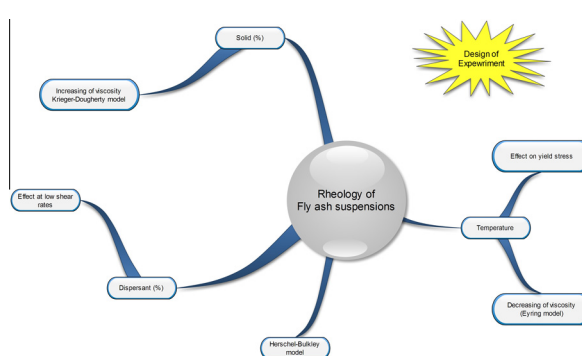 Solid (%)
Design of
Expewriment
Increasing of viscosity
Krieger-Dougherty model
Effect on yield stress
Effect at low shear
rates
Rheology of
Fly ash suspensions
Temperature
Dispersant (%)
Decreasing of viscosity
(Eyring model)
Herschel-Bulkley
model